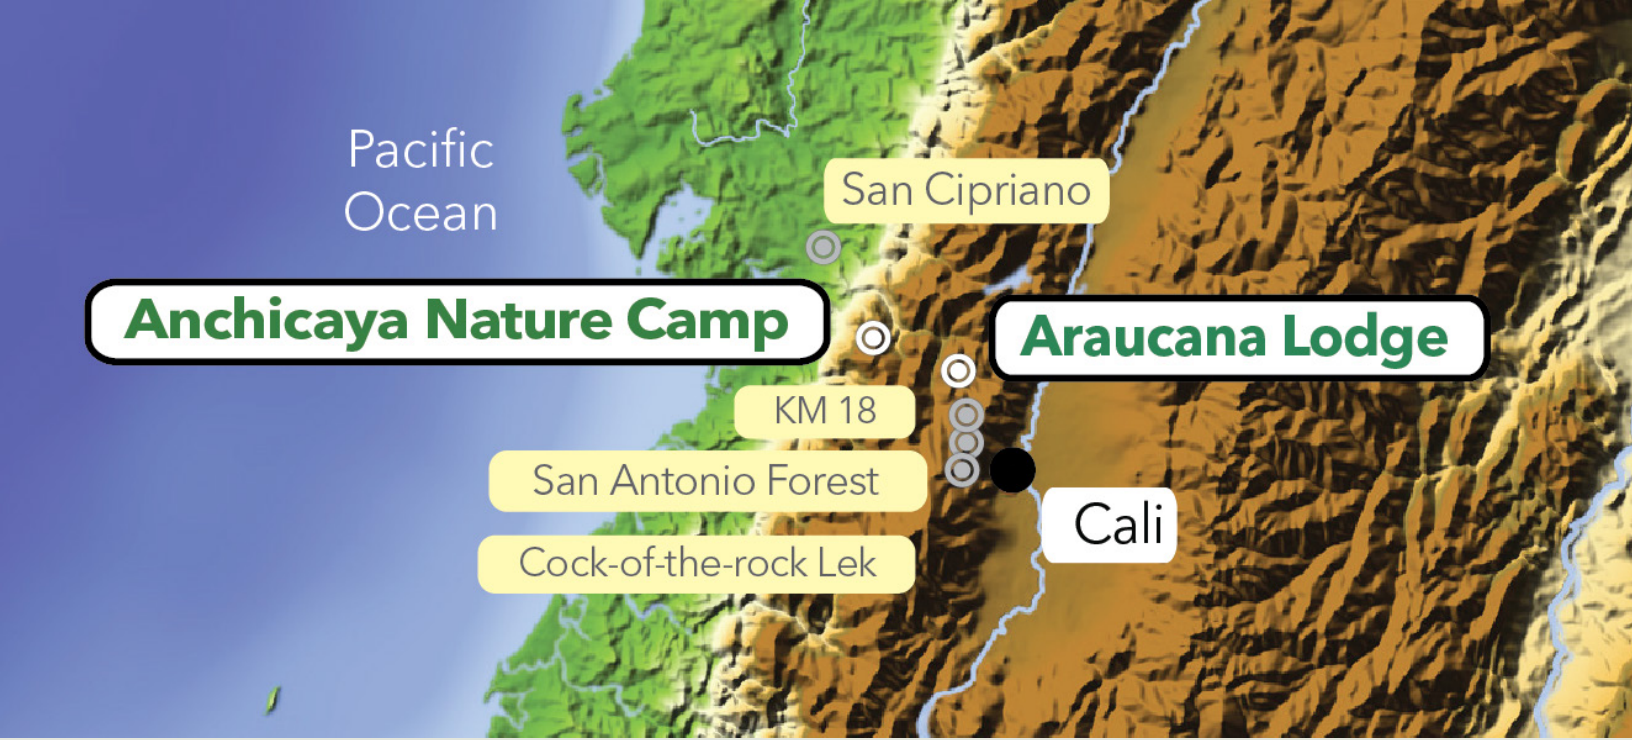 Pacific
Ocean
San Cipriano
Anchicaya Nature Camp
Araucana Lodge
KM 18
San Antonio Forest
Cali
Cock-of-the-rock Lek